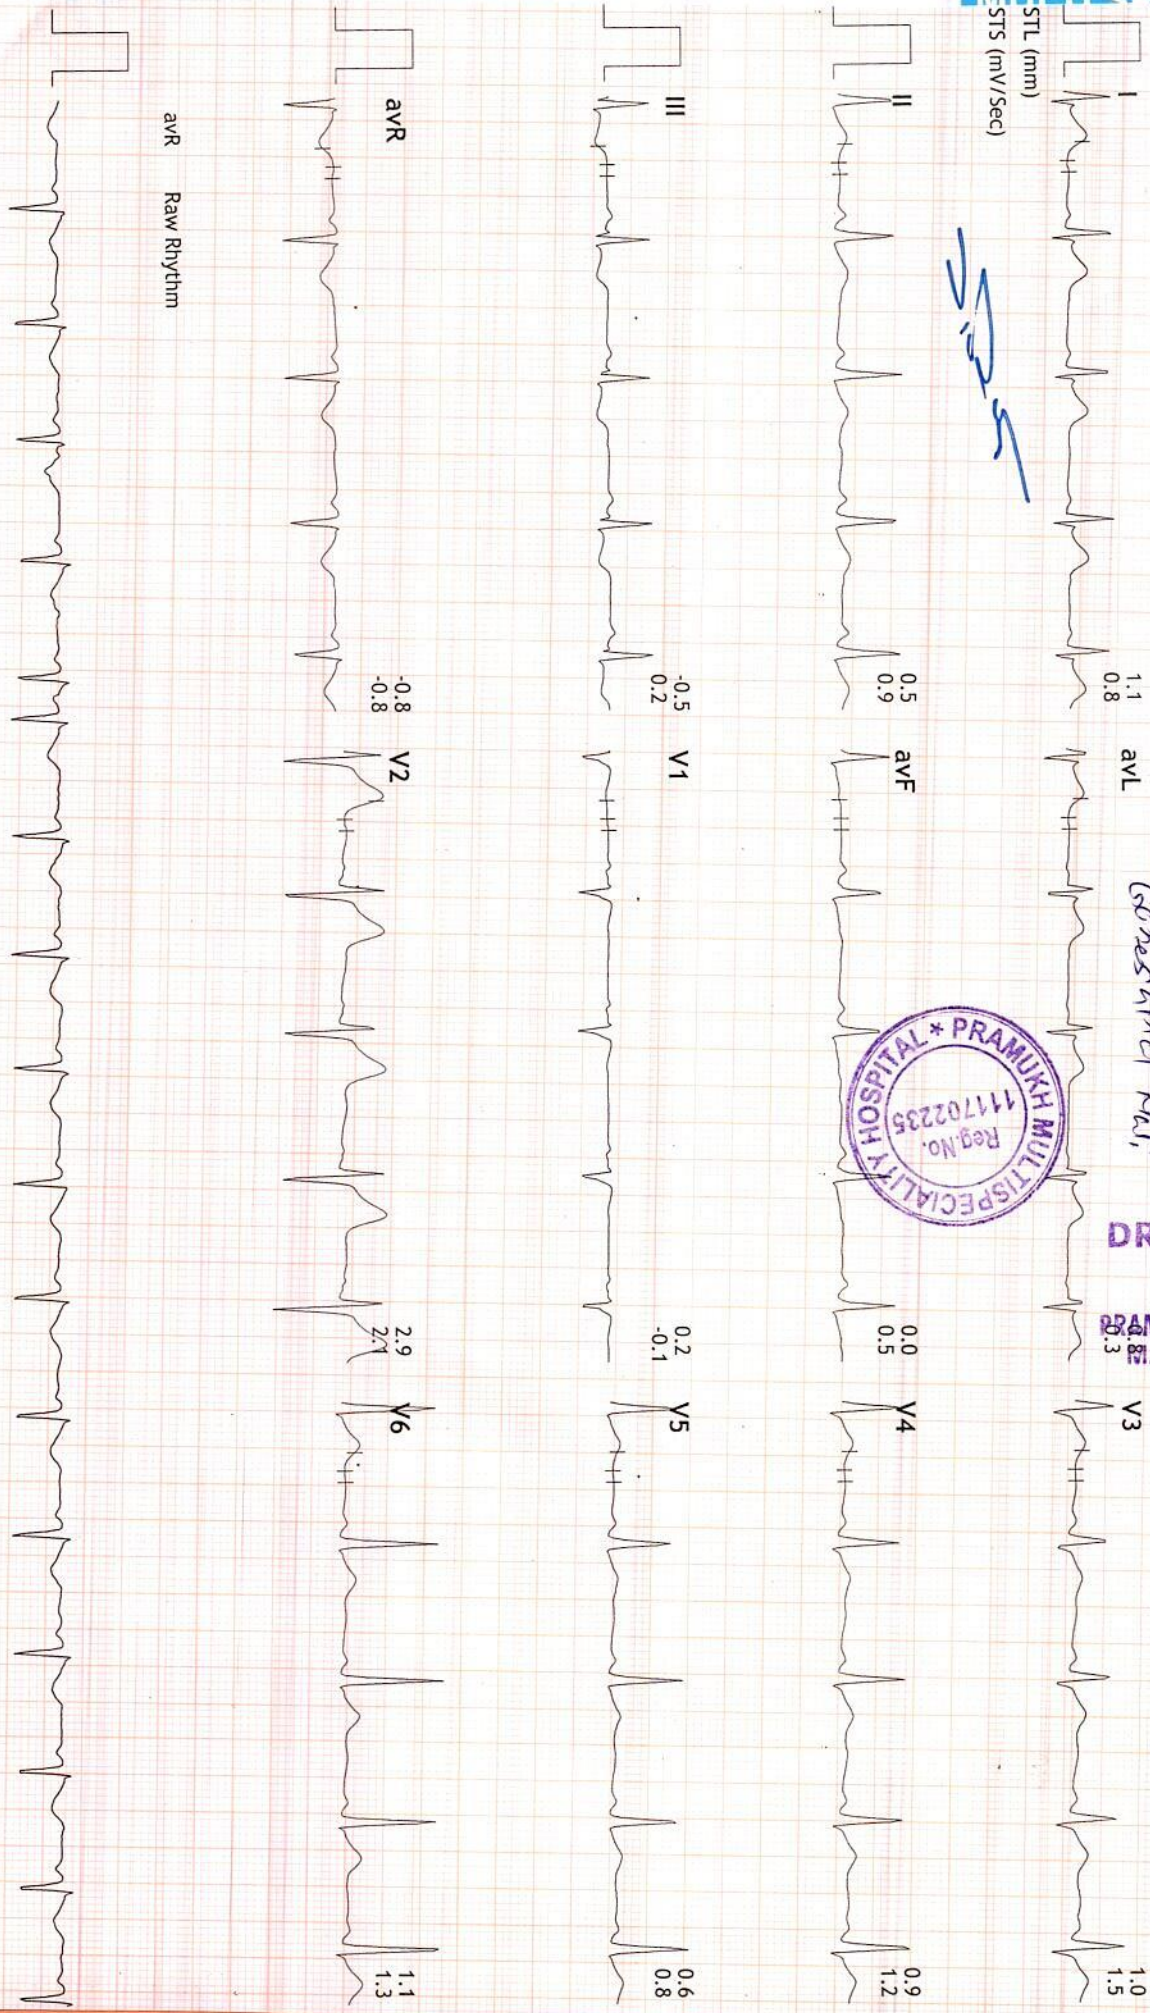 STL (mm)
STS (mV/Sec)
I
1.1
0.8
avL
V3
1.0
1.5
II
0.5
0.9
avF
0.0
0.5
V4
0.9
1.2
III
-0.5
0.2
V1
0.2
-0.1
V5
0.6
0.8
avR
-0.8
-0.8
V2
2.9
2.1
V6
1.1
1.3
avR Raw Rhythm
* PRAMUKH MULTISPECIALITY HOSPITAL
Reg.No.
111702235
DR